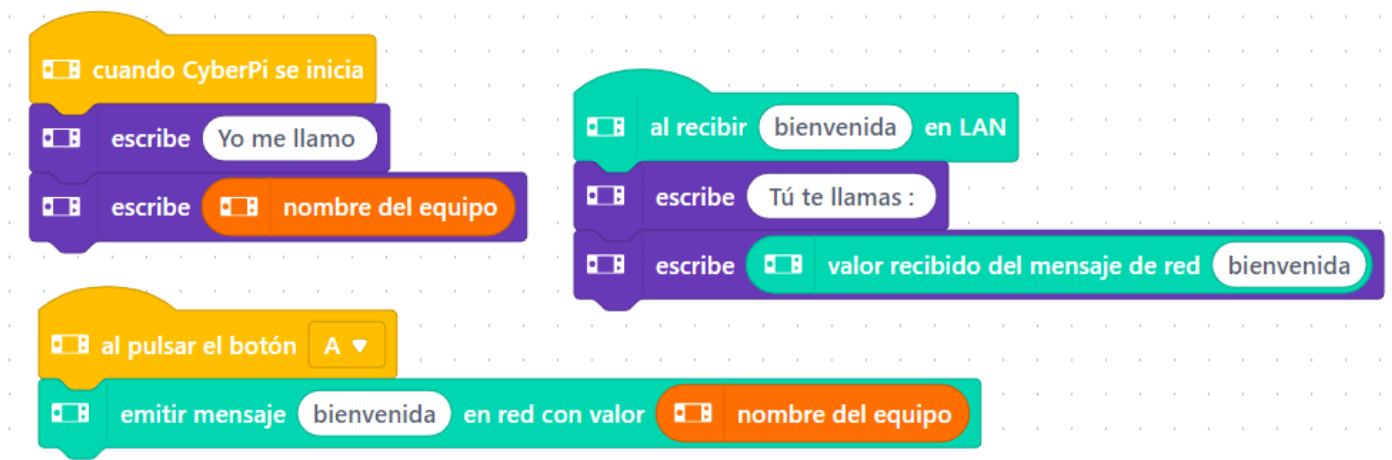 cuando CyberPi se inicia
escribe Yo me llamo
escribe nombre del equipo
al recibir bienvenida en LAN
escribe Tú te llamas :
escribe valor recibido del mensaje de red bienvenida
al pulsar el botón A
emitir mensaje bienvenida en red con valor nombre del equipo